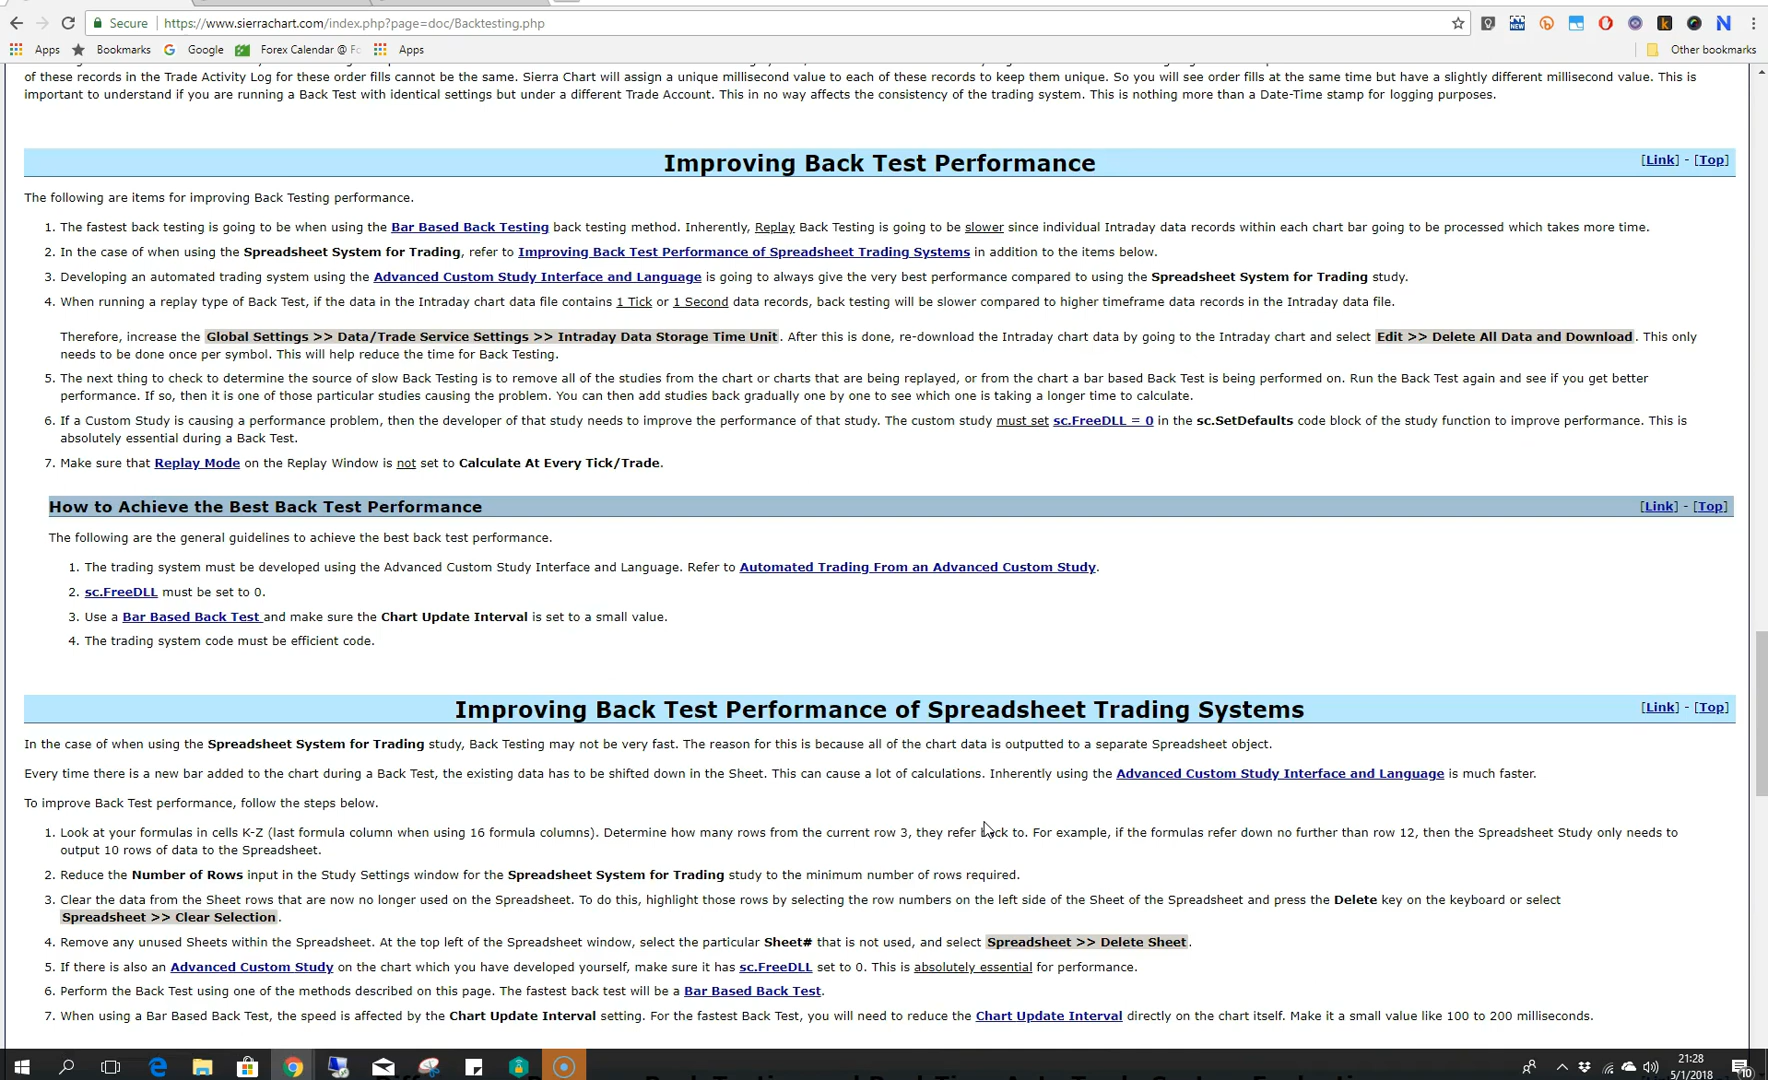 Secure https://www.sierrachart.com/index.php?page=doc/Backtesting.php
Apps Bookmarks Google Forex Calendar @ Fo Apps Other bookmarks
of these records in the Trade Activity Log for these order fills cannot be the same. Sierra Chart will assign a unique millisecond value to each of these records to keep them unique. So you will see order fills at the same time but have a slightly different millisecond value. This is
important to understand if you are running a Back Test with identical settings but under a different Trade Account. This in no way affects the consistency of the trading system. This is nothing more than a Date-Time stamp for logging purposes.
Improving Back Test Performance [Link] - [Top]
The following are items for improving Back Testing performance.
1. The fastest back testing is going to be when using the Bar Based Back Testing back testing method. Inherently, Replay Back Testing is going to be slower since individual Intraday data records within each chart bar going to be processed which takes more time.
2. In the case of when using the Spreadsheet System for Trading, refer to Improving Back Test Performance of Spreadsheet Trading Systems in addition to the items below.
3. Developing an automated trading system using the Advanced Custom Study Interface and Language is going to always give the very best performance compared to using the Spreadsheet System for Trading study.
4. When running a replay type of Back Test, if the data in the Intraday chart data file contains 1 Tick or 1 Second data records, back testing will be slower compared to higher timeframe data records in the Intraday data file.
Therefore, increase the Global Settings >> Data/Trade Service Settings >> Intraday Data Storage Time Unit. After this is done, re-download the Intraday chart data by going to the Intraday chart and select Edit >> Delete All Data and Download. This only
needs to be done once per symbol. This will help reduce the time for Back Testing.
5. The next thing to check to determine the source of slow Back Testing is to remove all of the studies from the chart or charts that are being replayed, or from the chart a bar based Back Test is being performed on. Run the Back Test again and see if you get better
performance. If so, then it is one of those particular studies causing the problem. You can then add studies back gradually one by one to see which one is taking a longer time to calculate.
6. If a Custom Study is causing a performance problem, then the developer of that study needs to improve the performance of that study. The custom study must set sc.FreeDLL = 0 in the sc.SetDefaults code block of the study function to improve performance. This is
absolutely essential during a Back Test.
7. Make sure that Replay Mode on the Replay Window is not set to Calculate At Every Tick/Trade.
How to Achieve the Best Back Test Performance [Link] - [Top]
The following are the general guidelines to achieve the best back test performance.
1. The trading system must be developed using the Advanced Custom Study Interface and Language. Refer to Automated Trading From an Advanced Custom Study.
2. sc.FreeDLL must be set to 0.
3. Use a Bar Based Back Test and make sure the Chart Update Interval is set to a small value.
4. The trading system code must be efficient code.
Improving Back Test Performance of Spreadsheet Trading Systems [Link] - [Top]
In the case of when using the Spreadsheet System for Trading study, Back Testing may not be very fast. The reason for this is because all of the chart data is outputted to a separate Spreadsheet object.
Every time there is a new bar added to the chart during a Back Test, the existing data has to be shifted down in the Sheet. This can cause a lot of calculations. Inherently using the Advanced Custom Study Interface and Language is much faster.
To improve Back Test performance, follow the steps below.
1. Look at your formulas in cells K-Z (last formula column when using 16 formula columns). Determine how many rows from the current row 3, they refer back to. For example, if the formulas refer down no further than row 12, then the Spreadsheet Study only needs to
output 10 rows of data to the Spreadsheet.
2. Reduce the Number of Rows input in the Study Settings window for the Spreadsheet System for Trading study to the minimum number of rows required.
3. Clear the data from the Sheet rows that are now no longer used on the Spreadsheet. To do this, highlight those rows by selecting the row numbers on the left side of the Sheet of the Spreadsheet and press the Delete key on the keyboard or select
Spreadsheet >> Clear Selection.
4. Remove any unused Sheets within the Spreadsheet. At the top left of the Spreadsheet window, select the particular Sheet# that is not used, and select Spreadsheet >> Delete Sheet.
5. If there is also an Advanced Custom Study on the chart which you have developed yourself, make sure it has sc.FreeDLL set to 0. This is absolutely essential for performance.
6. Perform the Back Test using one of the methods described on this page. The fastest back test will be a Bar Based Back Test.
7. When using a Bar Based Back Test, the speed is affected by the Chart Update Interval setting. For the fastest Back Test, you will need to reduce the Chart Update Interval directly on the chart itself. Make it a small value like 100 to 200 milliseconds.
21:28
5/1/2018
10